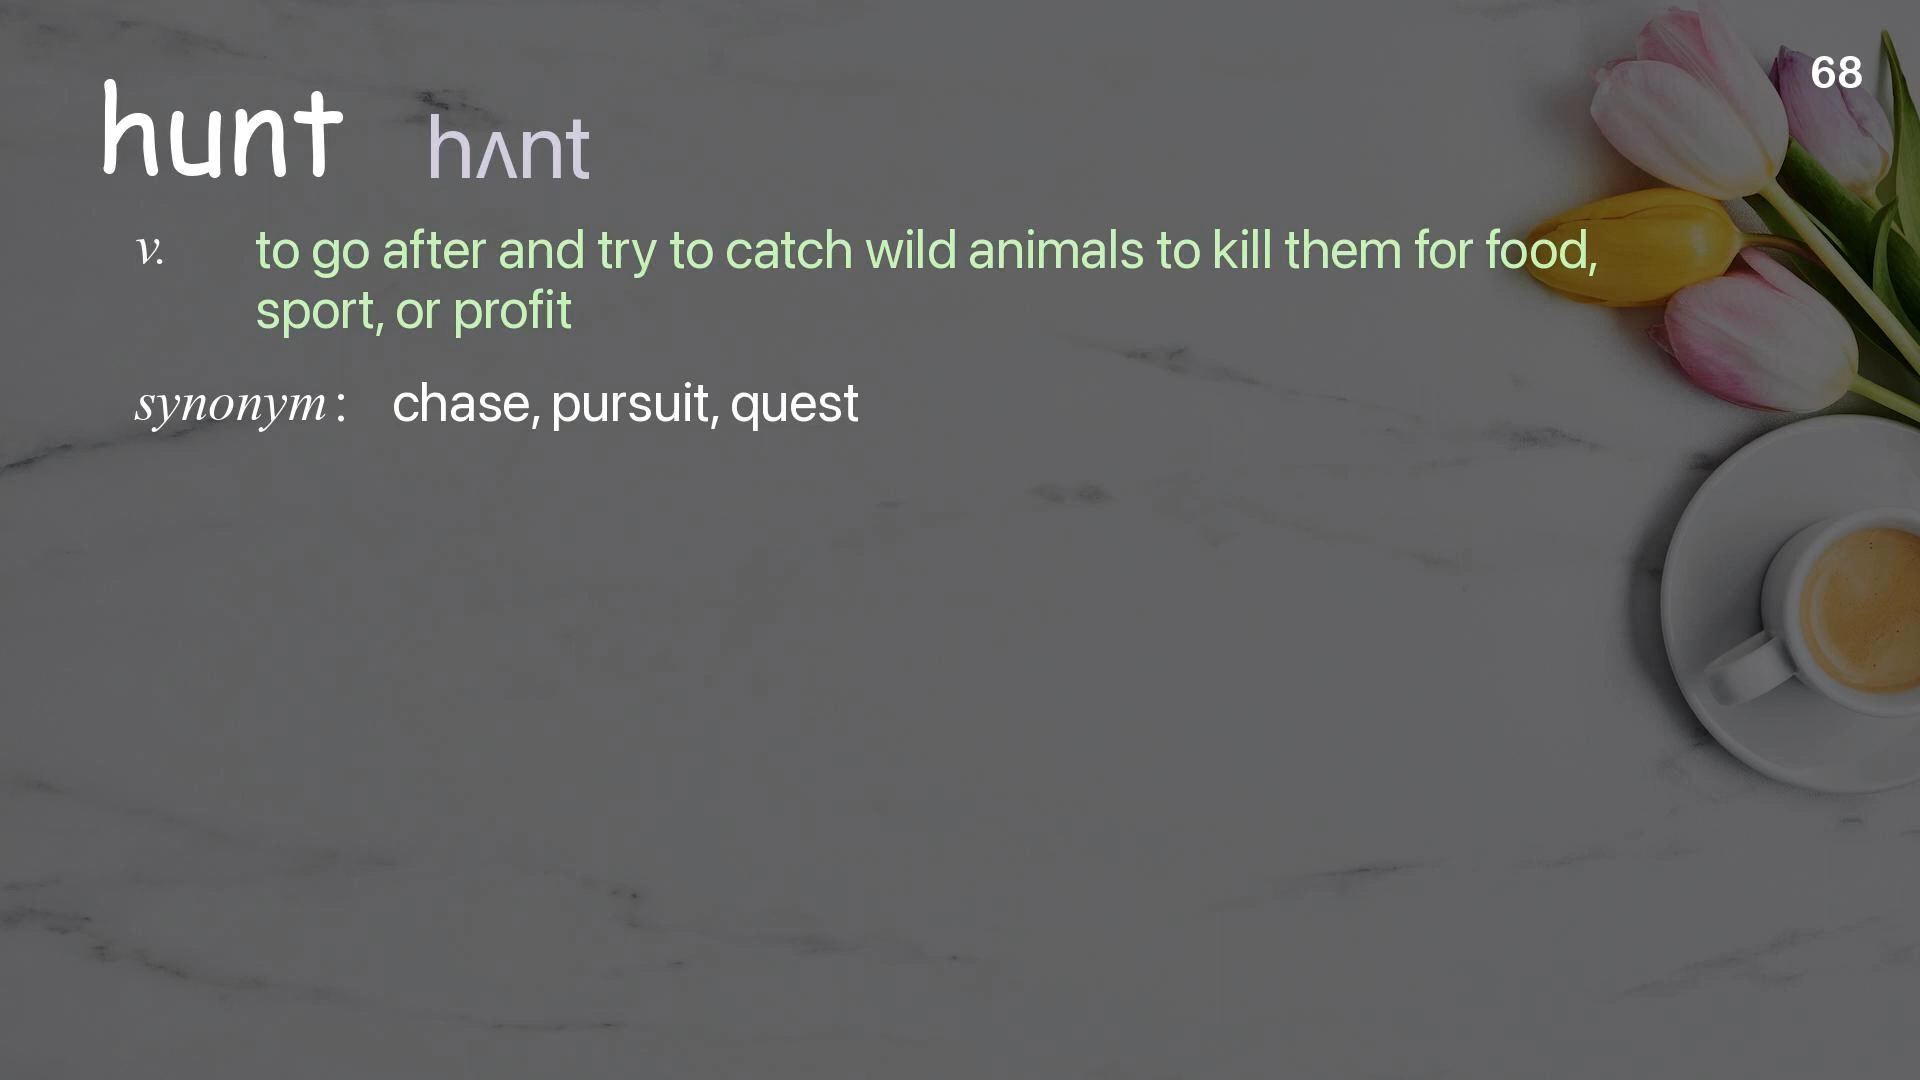 68
hunt hʌnt
v. to go after and try to catch wild animals to kill them for food,
sport, or profit
synonym : chase, pursuit, quest